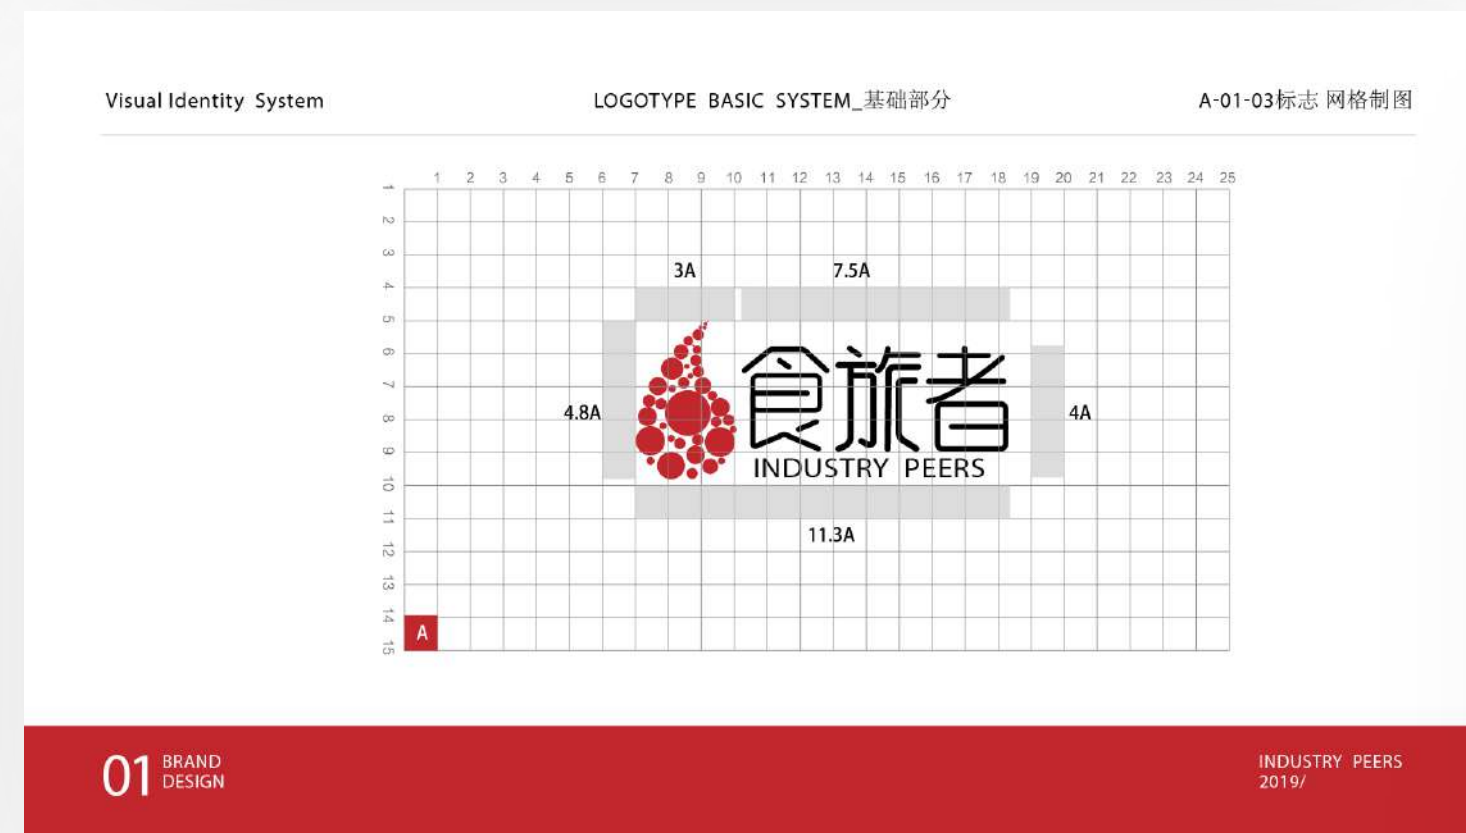 Visual Identity System
LOGOTYPE BASIC SYSTEM_基础部分
A-01-03标志 网格制图
1 2 3 4 5 6 7 8 9 10 11 12 13 14 15 16 17 18 19 20 21 22 23 24 25
1
2
3
4
5
6
7
8
9
10
11
12
13
14
15
3A
7.5A
4.8A
食旅者
INDUSTRY PEERS
4A
11.3A
A
01
BRAND
DESIGN
INDUSTRY PEERS
2019/